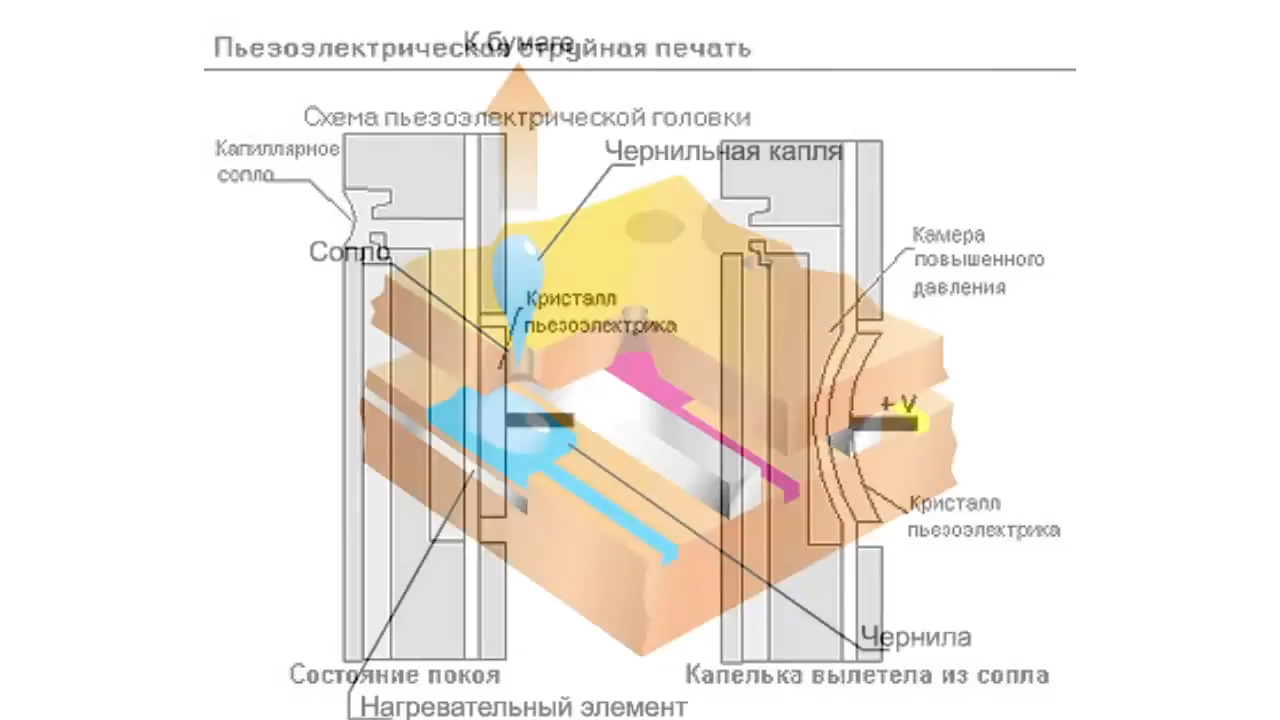 К бумаге
Пьезоэлектрическая струйная печать
Схема пьезоэлектрической головки
Капиллярное
сопло
Чернильная капля
Сопло
Камера
повышенного
давления
Кристалл
пьезоэлектрика
+ V
Кристалл
пьезоэлектрика
Чернила
Состояние покоя
Капелька вылетела из сопла
Нагревательный элемент